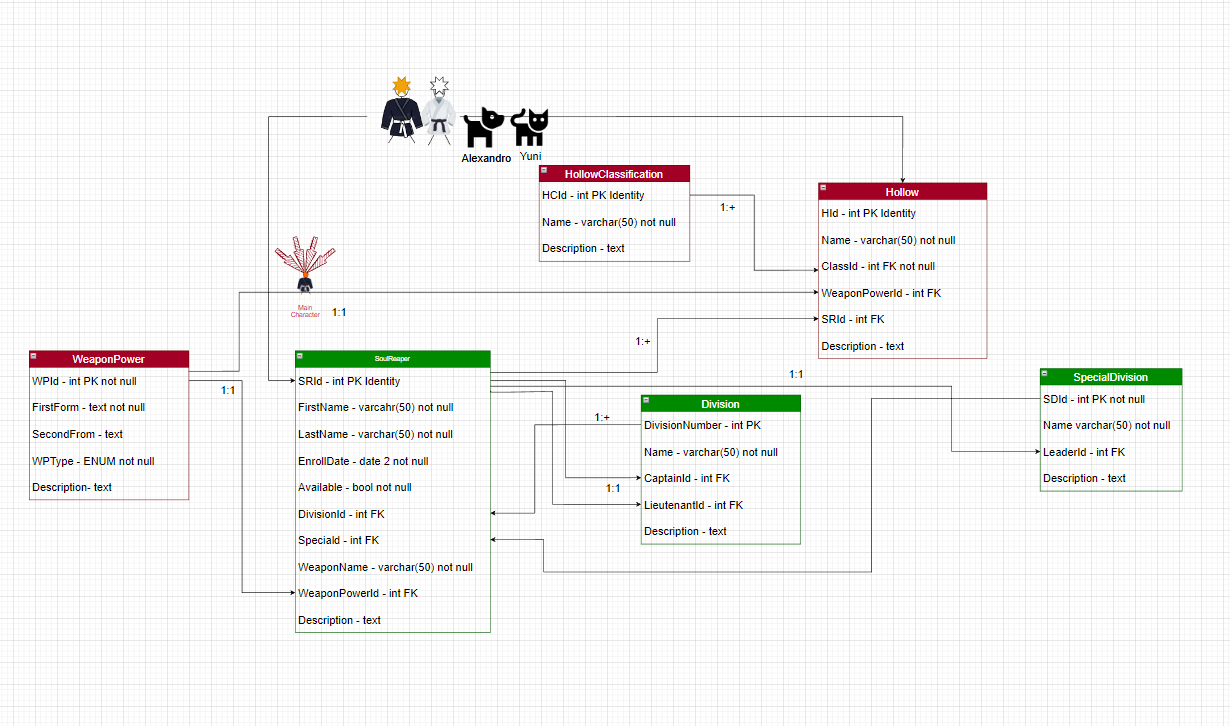 Alexandro
Yuni
HollowClassification
HCId - int PK Identity
Name - varchar(50) not null
Description - text
1:+
Hollow
HId - int PK Identity
Name - varchar(50) not null
ClassId - int FK not null
WeaponPowerId - int FK
SRId - int FK
Description - text
Main
Character
1:1
1:+
WeaponPower
WPId - int PK not null
FirstForm - text not null
SecondFrom - text
WPType - ENUM not null
Description- text
1:1
SoulReaper
SRId - int PK Identity
FirstName - varcahr(50) not null
LastName - varchar(50) not null
EnrollDate - date 2 not null
Available - bool not null
DivisionId - int FK
Speciald - int FK
WeaponName - varchar(50) not null
WeaponPowerId - int FK
Description - text
1:+
1:1
1:1
Division
DivisionNumber - int PK
Name - varchar(50) not null
CaptainId - int FK
LieutenantId - int FK
Description - text
SpecialDivision
SDId - int PK not null
Name varchar(50) not null
LeaderId - int FK
Description - text